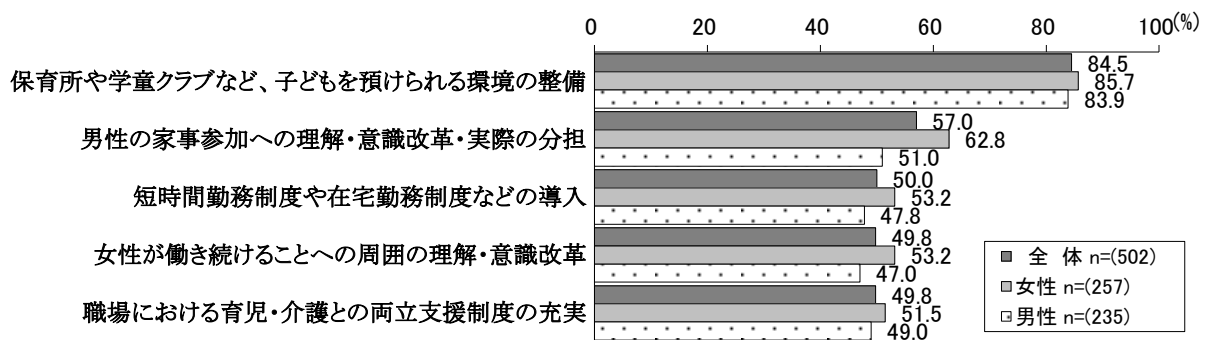 0 20 40 60 80 100 (%)
保育所や学童クラブなど、子どもを預けられる環境の整備
84.5
85.7
83.9
男性の家事参加への理解・意識改革・実際の分担
57.0
62.8
51.0
短時間勤務制度や在宅勤務制度などの導入
50.0
53.2
47.8
女性が働き続けることへの周囲の理解・意識改革
49.8
53.2
47.0
職場における育児・介護との両立支援制度の充実
49.8
51.5
49.0
全 体 n=(502)
女性 n=(257)
男性 n=(235)